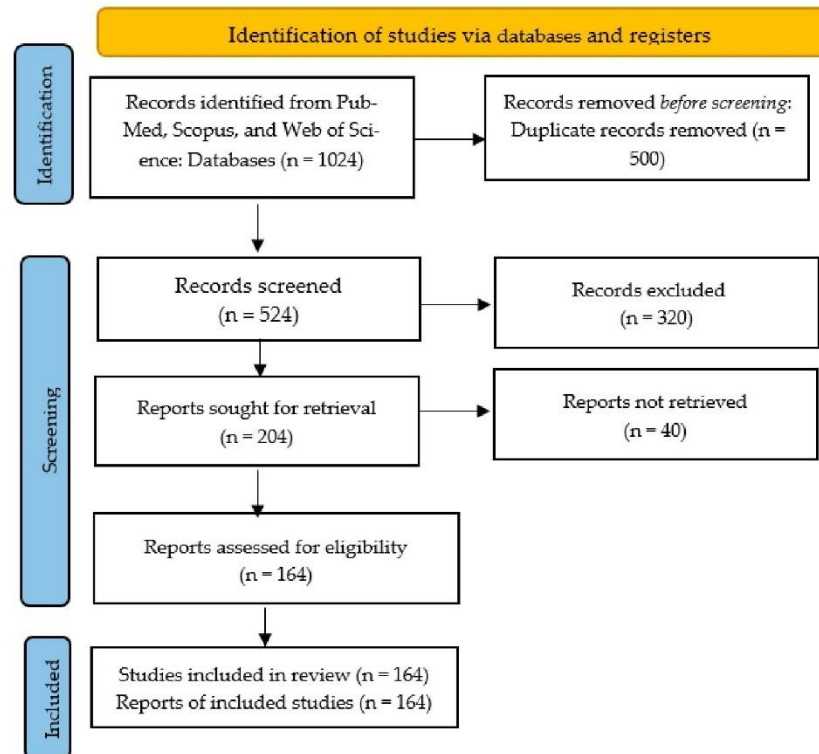 Identification of studies via databases and registers
Identification
Records identified from Pub-
Med, Scopus, and Web of Sci-
ence: Databases (n = 1024)
Records removed before screening:
Duplicate records removed (n =
500)
Screening
Records screened
(n = 524)
Records excluded
(n = 320)
Reports sought for retrieval
(n = 204)
Reports not retrieved
(n = 40)
Reports assessed for eligibility
(n = 164)
Included
Studies included in review (n = 164)
Reports of included studies (n = 164)